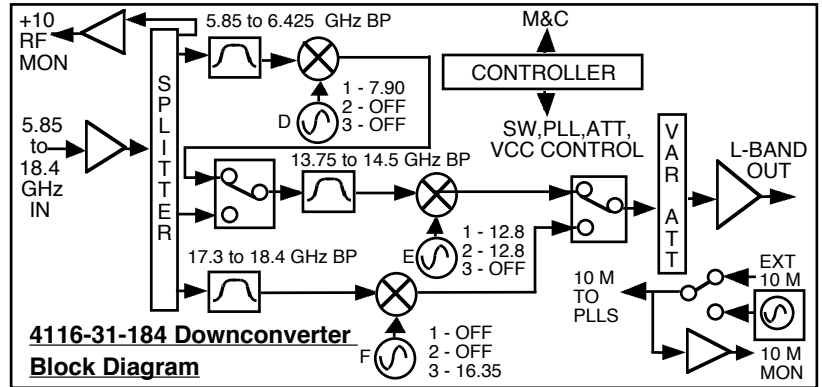 +10
RF
MON
5.85 to 6.425 GHz BP
M&C
CONTROLLER
SW,PLL,ATT,
VCC CONTROL
SPLITTER
D
1 - 7.90
2 - OFF
3 - OFF
5.85
to
18.4
GHz
IN
13.75 to 14.5 GHz BP
VAR ATT
L-BAND
OUT
E
1 - 12.8
2 - 12.8
3 - OFF
17.3 to 18.4 GHz BP
10 M
TO
PLLS
EXT
10 M
4116-31-184 Downconverter
Block Diagram
F
1 - OFF
2 - OFF
3 - 16.35
10 M
MON